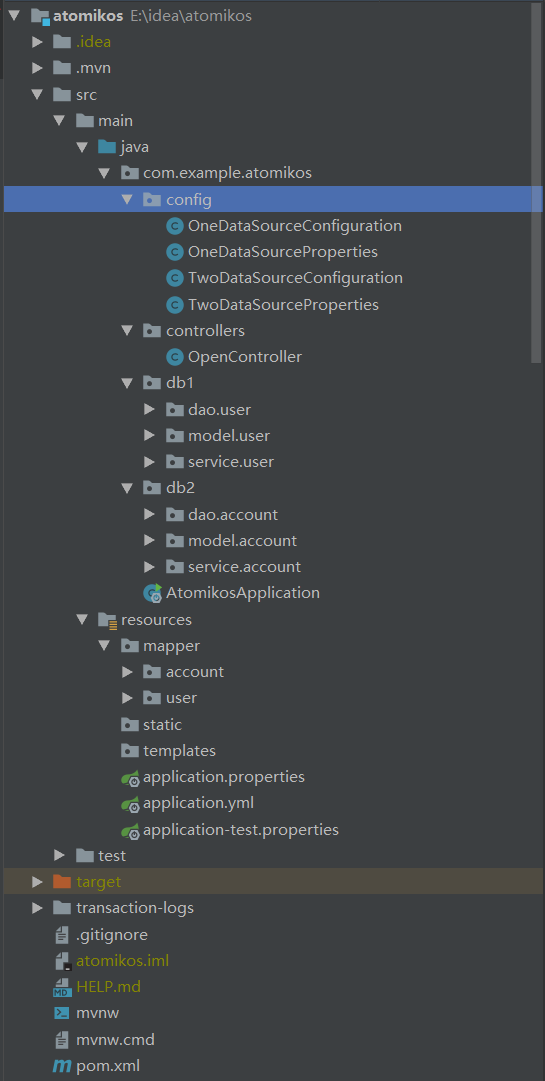 atomikos E:\idea\atomikos
.idea
.mvn
src
main
java
com.example.atomikos
config
OneDataSourceConfiguration
OneDataSourceProperties
TwoDataSourceConfiguration
TwoDataSourceProperties
controllers
OpenController
db1
dao.user
model.user
service.user
db2
dao.account
model.account
service.account
AtomikosApplication
resources
mapper
account
user
static
templates
application.properties
application.yml
application-test.properties
test
target
transaction-logs
.gitignore
atomikos.iml
HELP.md
mvnw
mvnw.cmd
pom.xml